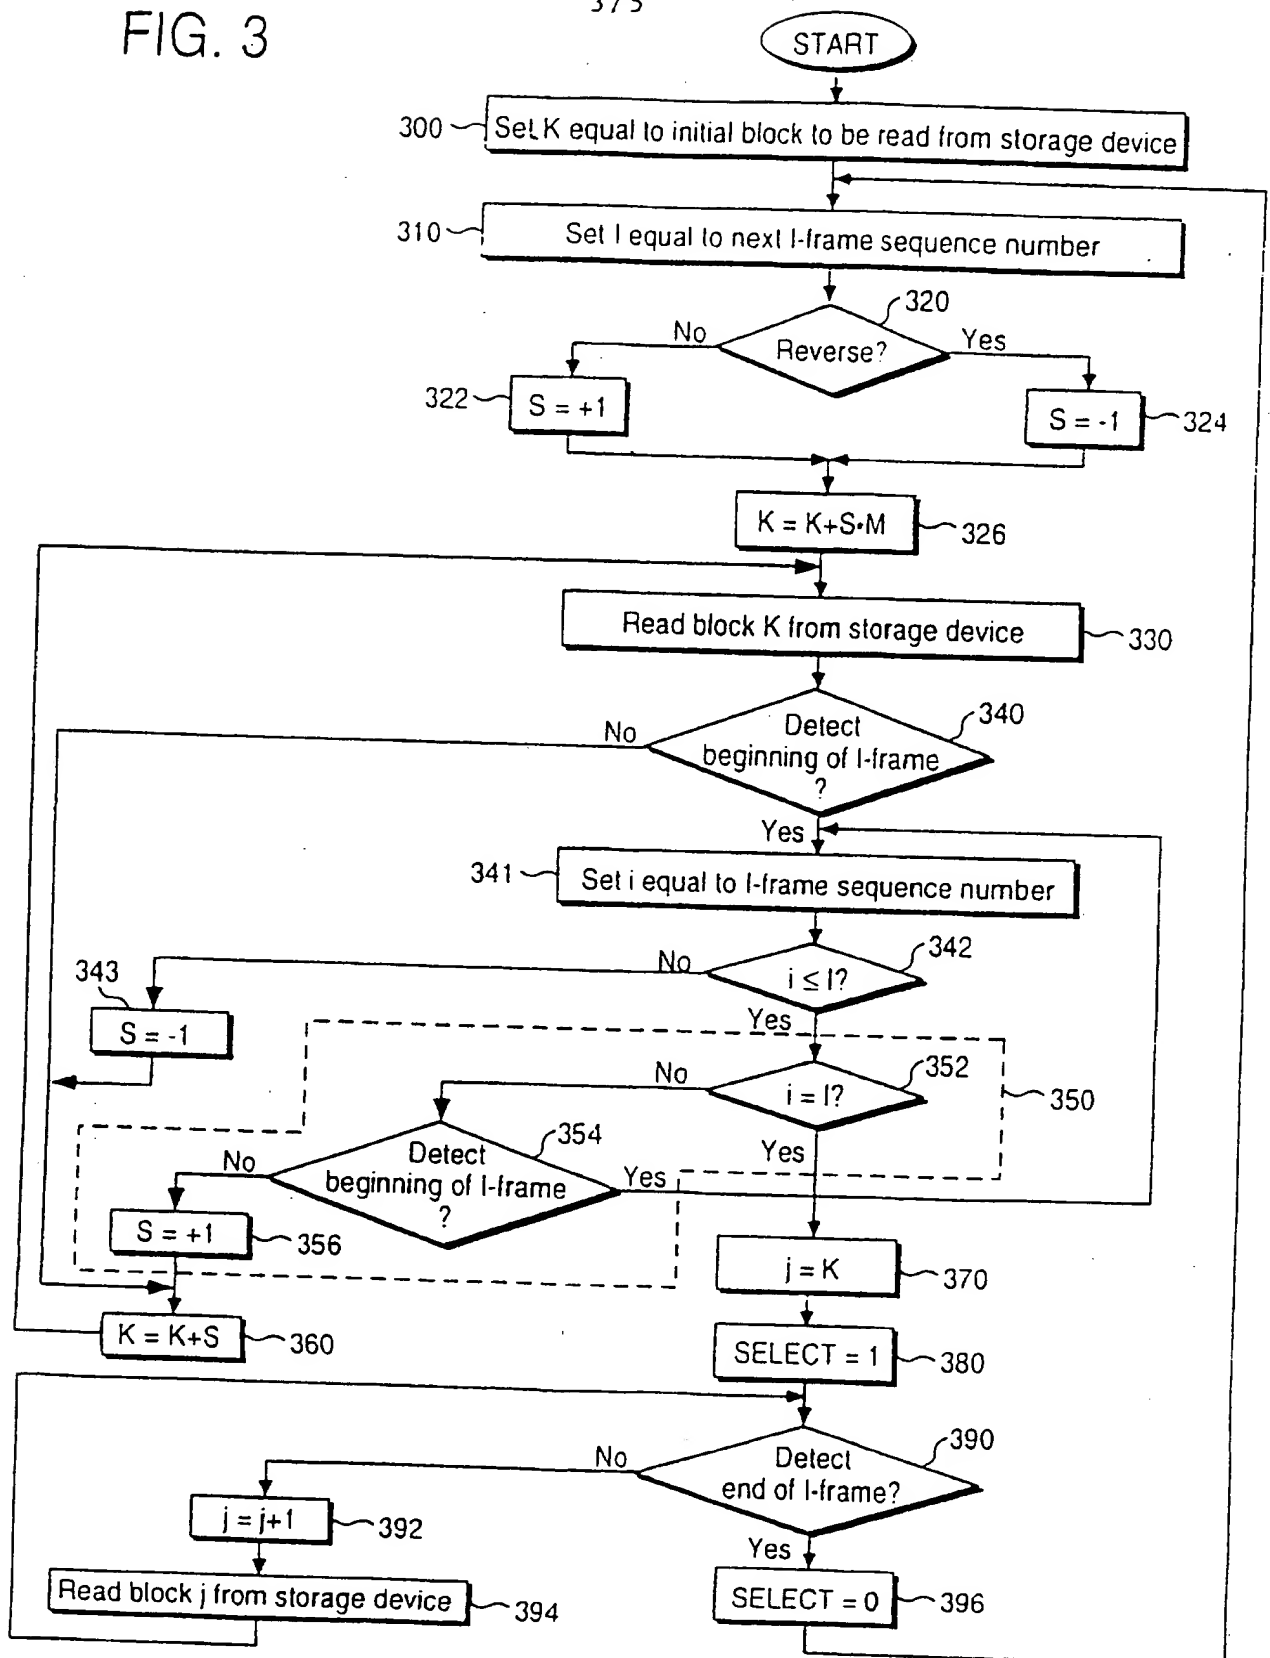 375
FIG. 3
START
300
Set K equal to initial block to be read from storage device
310
Set I equal to next I-frame sequence number
320
No
Reverse?
Yes
322
S = +1
S = -1
324
K = K+S•M
326
Read block K from storage device
330
340
No
Detect
beginning of I-frame
?
Yes
341
Set i equal to I-frame sequence number
342
No
i ≤ I?
Yes
343
S = -1
352
No
i = I?
350
Yes
354
No
Detect
beginning of I-frame
?
Yes
S = +1
356
j = K
370
K = K+S
360
SELECT = 1
380
390
No
Detect
end of I-frame?
Yes
j = j+1
392
Read block j from storage device
394
SELECT = 0
396